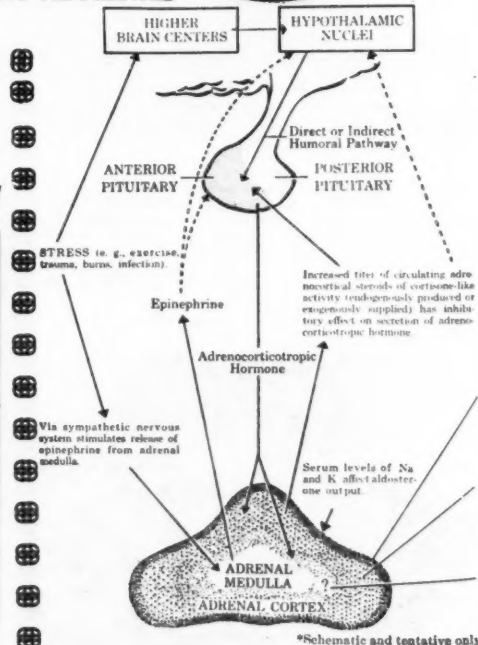 HIGHER
BRAIN CENTERS
HYPOTHALAMIC
NUCLEI
Direct or Indirect
Humoral Pathway
ANTERIOR
PITUITARY
POSTERIOR
PITUITARY
STRESS (e. g., exercise,
trauma, burns, infection).
Epinephrine
Increased titer of circulating adre-
nocortical steroids of cortisone-like
activity (endogenously produced or
exogenously supplied) has inhibi-
tory effect on secretion of adreno-
corticotropic hormone.
Adrenocorticotropic
Hormone
Via sympathetic nervous
system stimulates release of
epinephrine from adrenal
medulla.
Serum levels of Na
and K affect aldoster-
one output.
ADRENAL
MEDULLA
?
ADRENAL CORTEX
*Schematic and tentative only